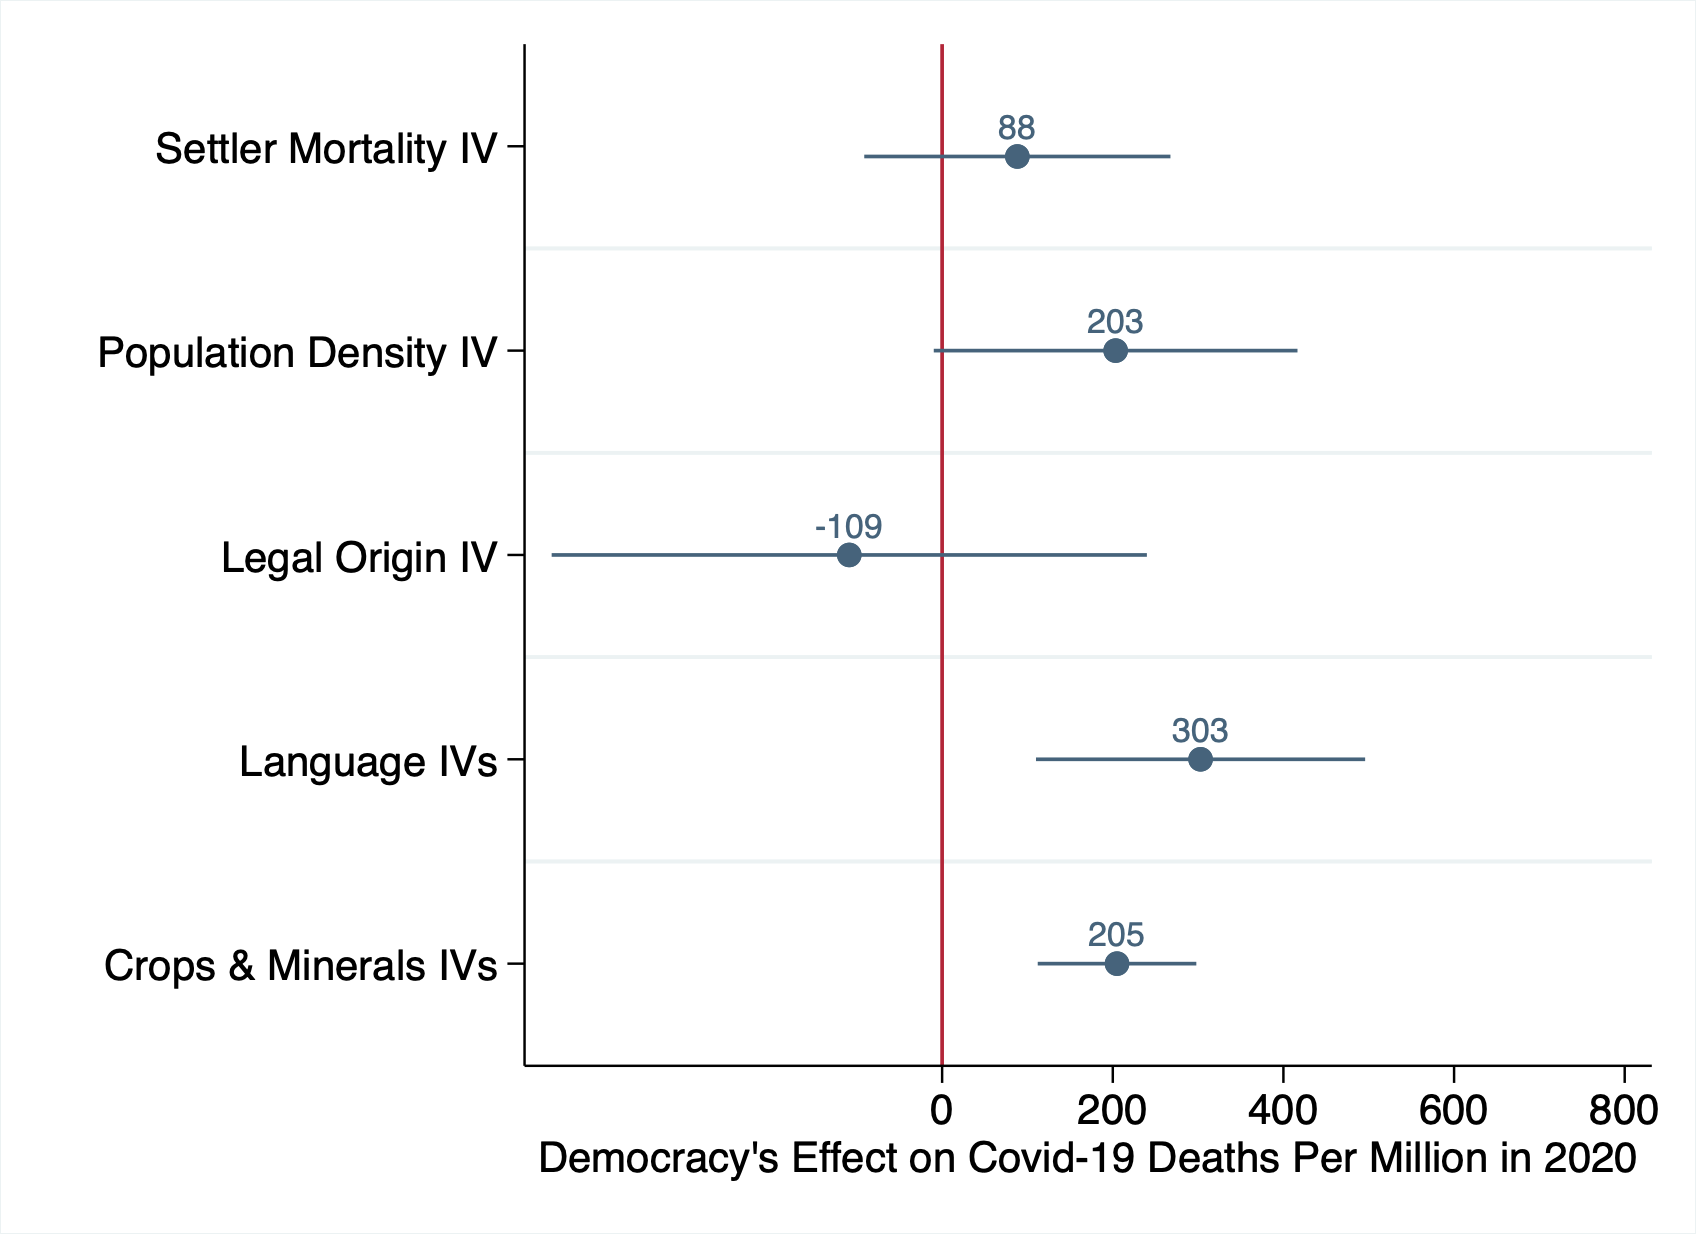 Settler Mortality IV
88
Population Density IV
203
Legal Origin IV
-109
Language IVs
303
Crops & Minerals IVs
205
0 200 400 600 800
Democracy's Effect on Covid-19 Deaths Per Million in 2020